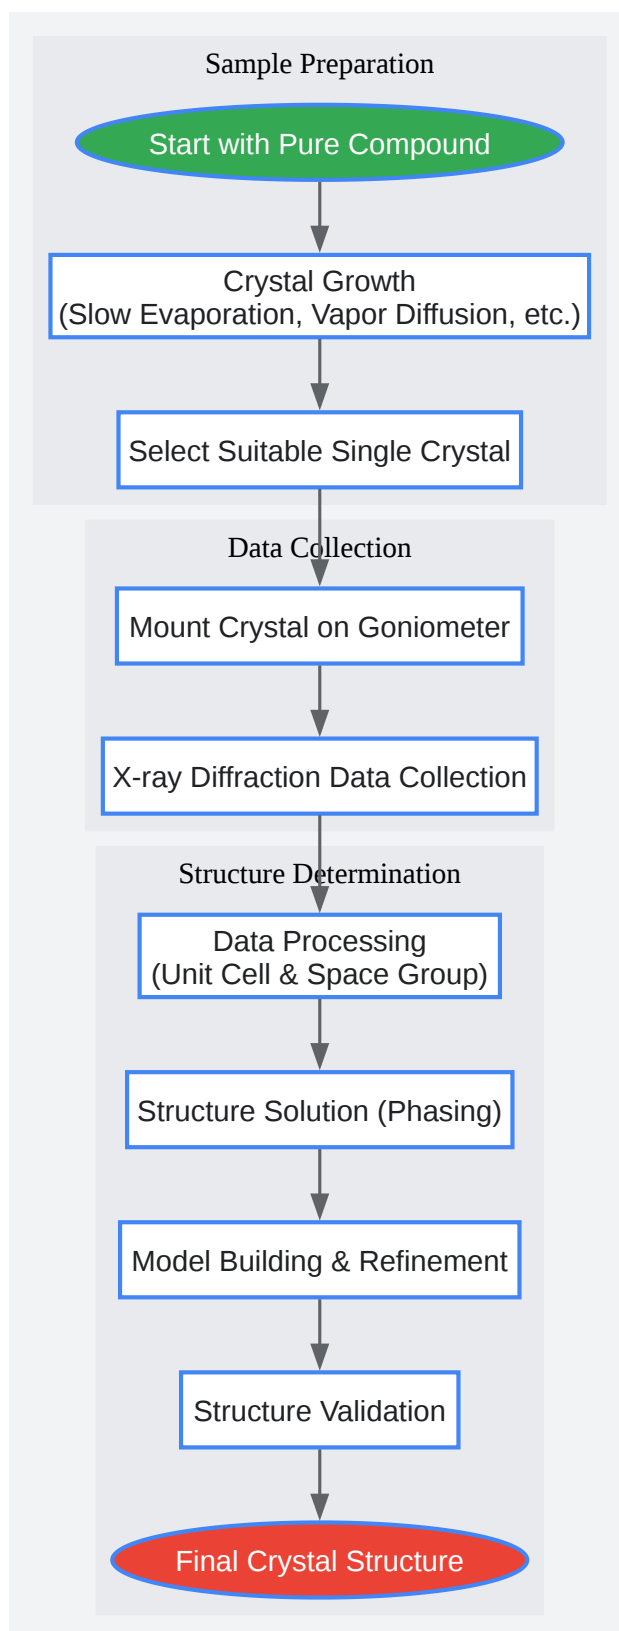 Sample Preparation
Start with Pure Compound
Crystal Growth
(Slow Evaporation, Vapor Diffusion, etc.)
Select Suitable Single Crystal
Data Collection
Mount Crystal on Goniometer
X-ray Diffraction Data Collection
Structure Determination
Data Processing
(Unit Cell & Space Group)
Structure Solution (Phasing)
Model Building & Refinement
Structure Validation
Final Crystal Structure